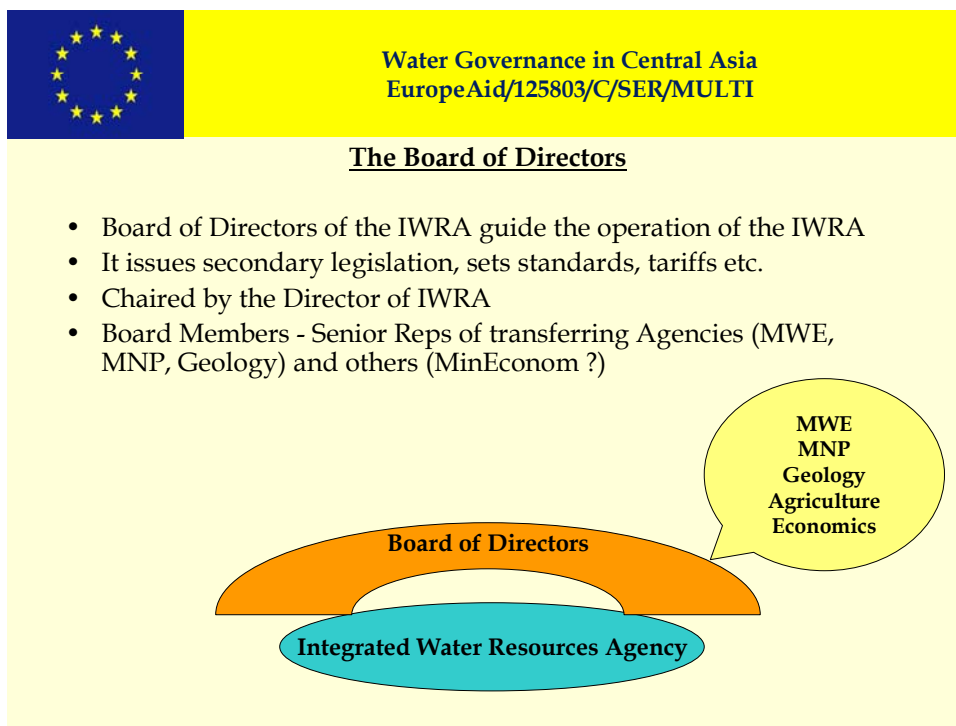 Water Governance in Central Asia
EuropeAid/125803/C/SER/MULTI
The Board of Directors
• Board of Directors of the IWRA guide the operation of the IWRA
• It issues secondary legislation, sets standards, tariffs etc.
• Chaired by the Director of IWRA
• Board Members - Senior Reps of transferring Agencies (MWE,
MNP, Geology) and others (MinEconom ?)
MWE
MNP
Geology
Agriculture
Economics
Board of Directors
Integrated Water Resources Agency